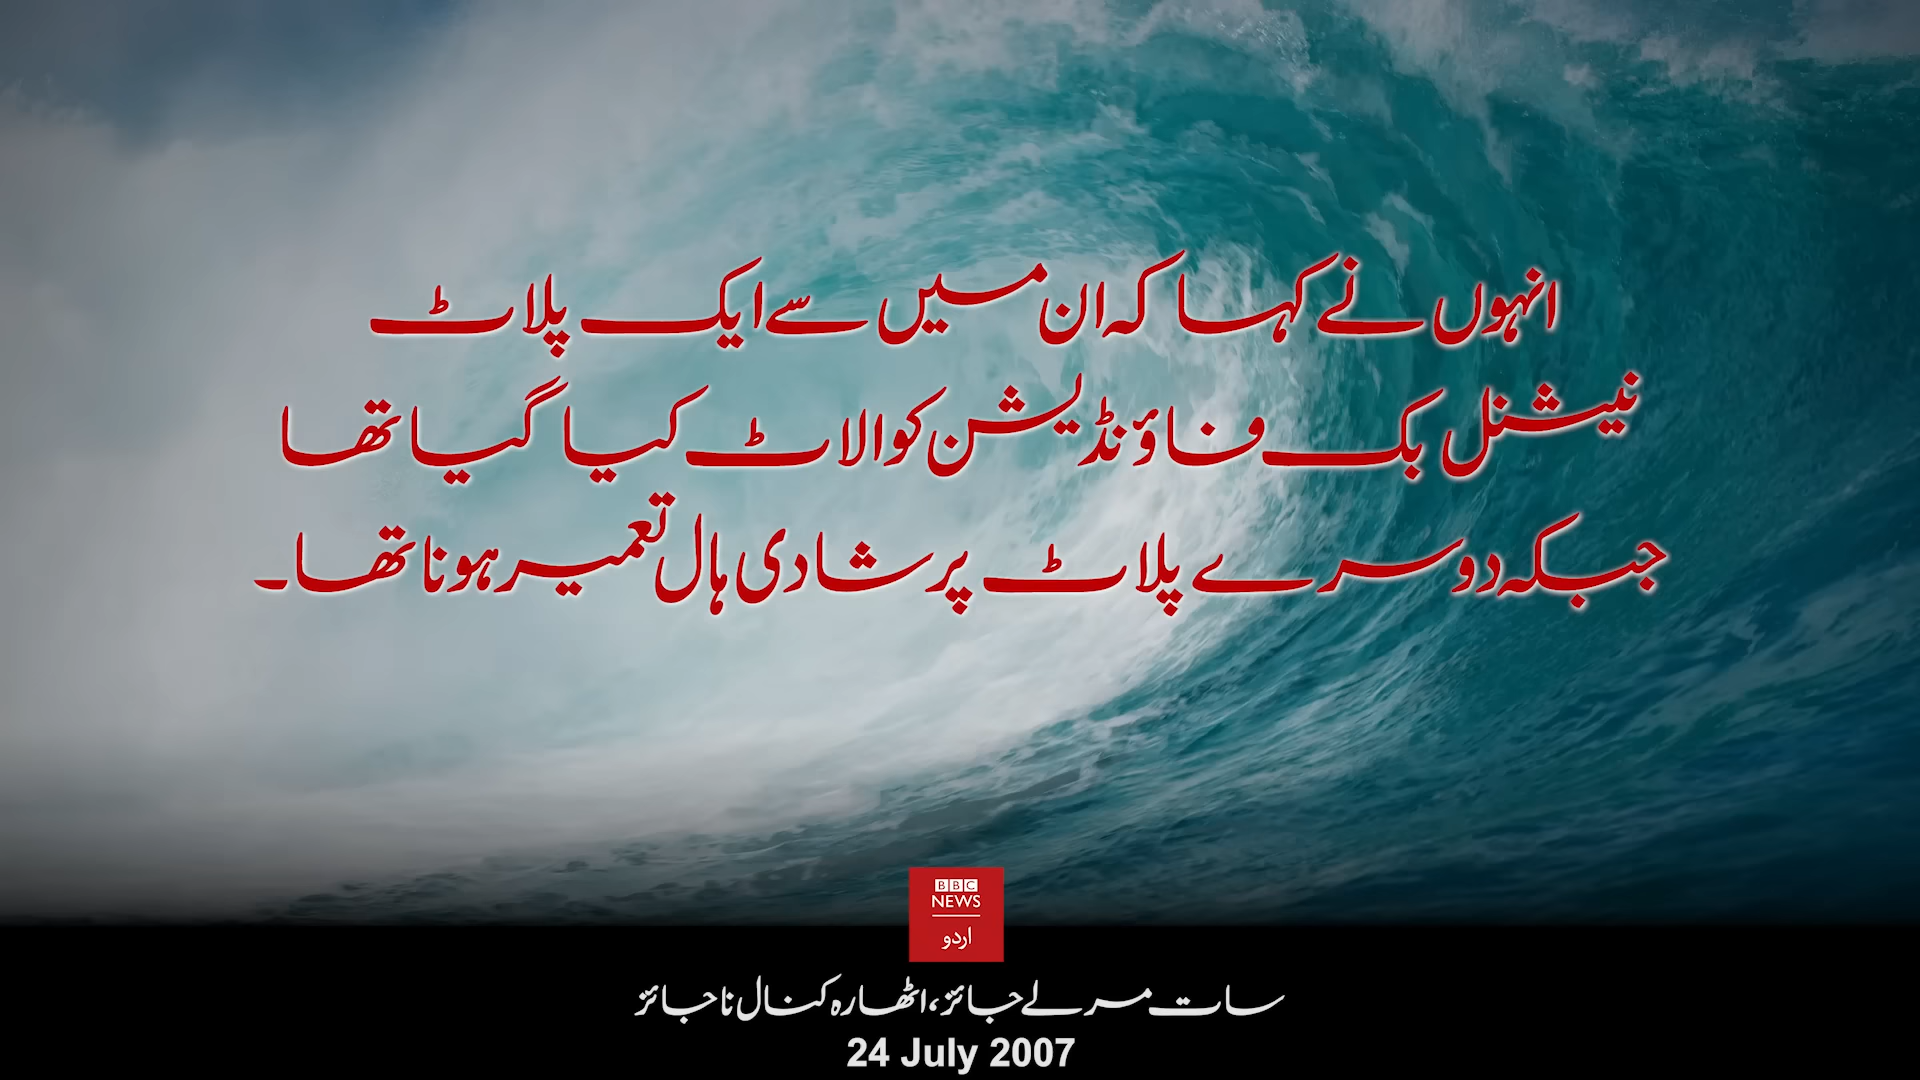 انہوں نے کہا کہ ان میں سے ایک پلاٹ
نیشنل بک فاؤنڈیشن کو الاٹ کیا گیا تھا
جبکہ دوسرے پلاٹ پر شادی ہال تعمیر ہونا تھا۔
BBC
NEWS
اردو
سات مرلے جائز، اٹھارہ کنال ناجائز
24 July 2007